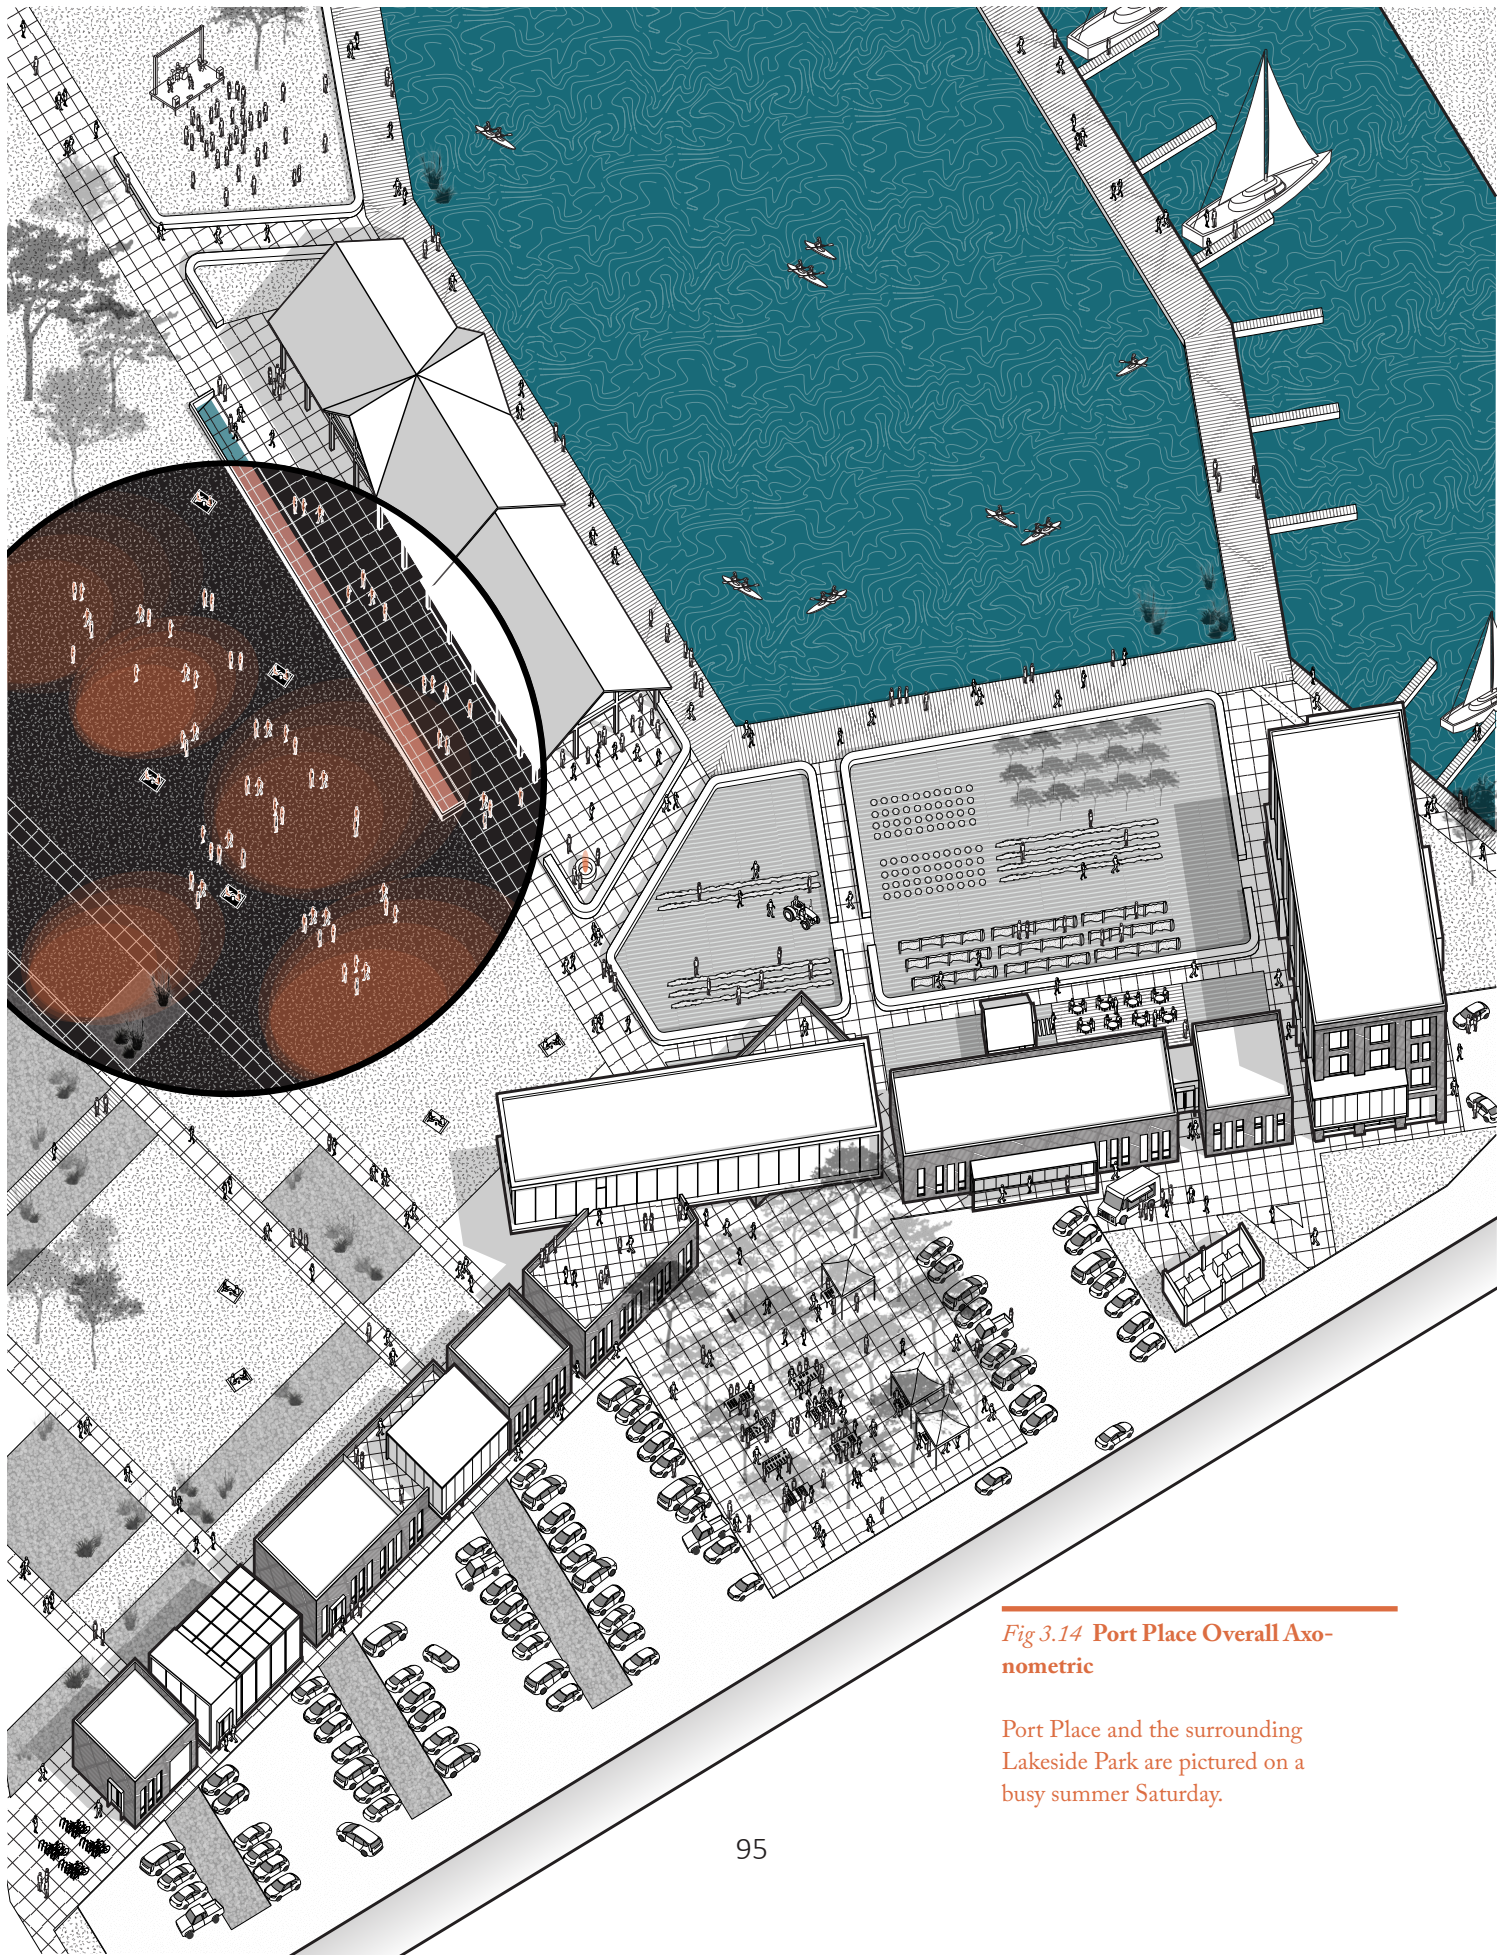 Fig 3.14 Port Place Overall Axo-
nometric
Port Place and the surrounding
Lakeside Park are pictured on a
busy summer Saturday.
95